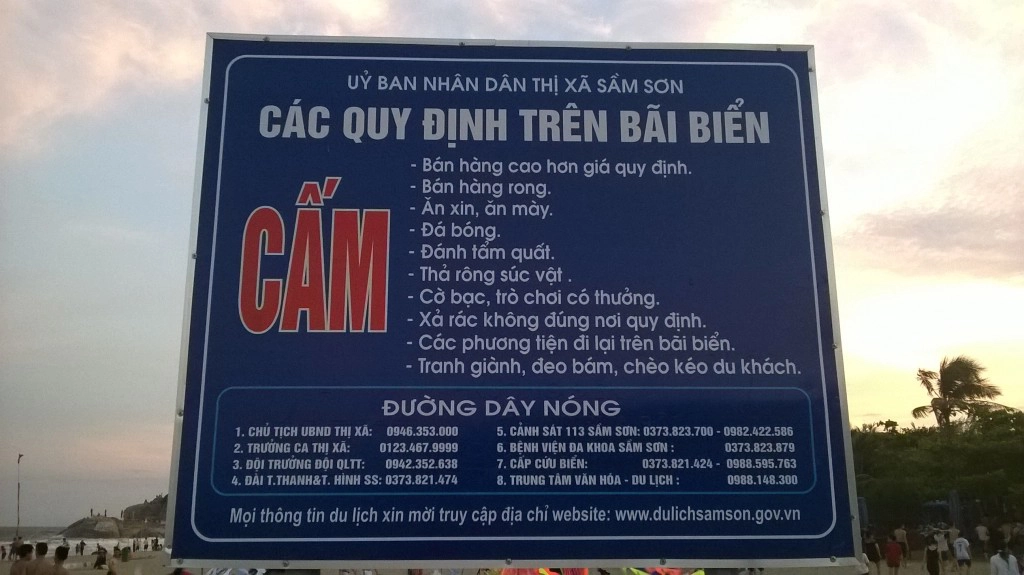 UỶ BAN NHÂN DÂN THỊ XÃ SẦM SƠN
CÁC QUY ĐỊNH TRÊN BÃI BIỂN
CẤM
- Bán hàng cao hơn giá quy định.
- Bán hàng rong.
- Ăn xin, ăn mày.
- Đá bóng.
- Đánh tẩm quất.
- Thả rông súc vật .
- Cờ bạc, trò chơi có thưởng.
- Xả rác không đúng nơi quy định.
- Các phương tiện đi lại trên bãi biển.
- Tranh giành, đeo bám, chèo kéo du khách.
ĐƯỜNG DÂY NÓNG
1. CHỦ TỊCH UBND THỊ XÃ: 0946.353.000
2. TRƯỞNG CA THỊ XÃ: 0123.467.9999
3. ĐỘI TRƯỞNG ĐỘI QLTT: 0942.352.638
4. ĐÀI T.THANH&T. HÌNH SS: 0373.821.474
5. CẢNH SÁT 113 SẦM SƠN: 0373.823.700 - 0982.422.586
6. BỆNH VIỆN ĐA KHOA SẦM SƠN : 0373.823.879
7. CẤP CỨU BIỂN: 0373.821.424 - 0988.595.763
8. TRUNG TÂM VĂN HÓA - DU LỊCH : 0988.148.300
Mọi thông tin du lịch xin mời truy cập địa chỉ website: www.dulichsamson.gov.vn